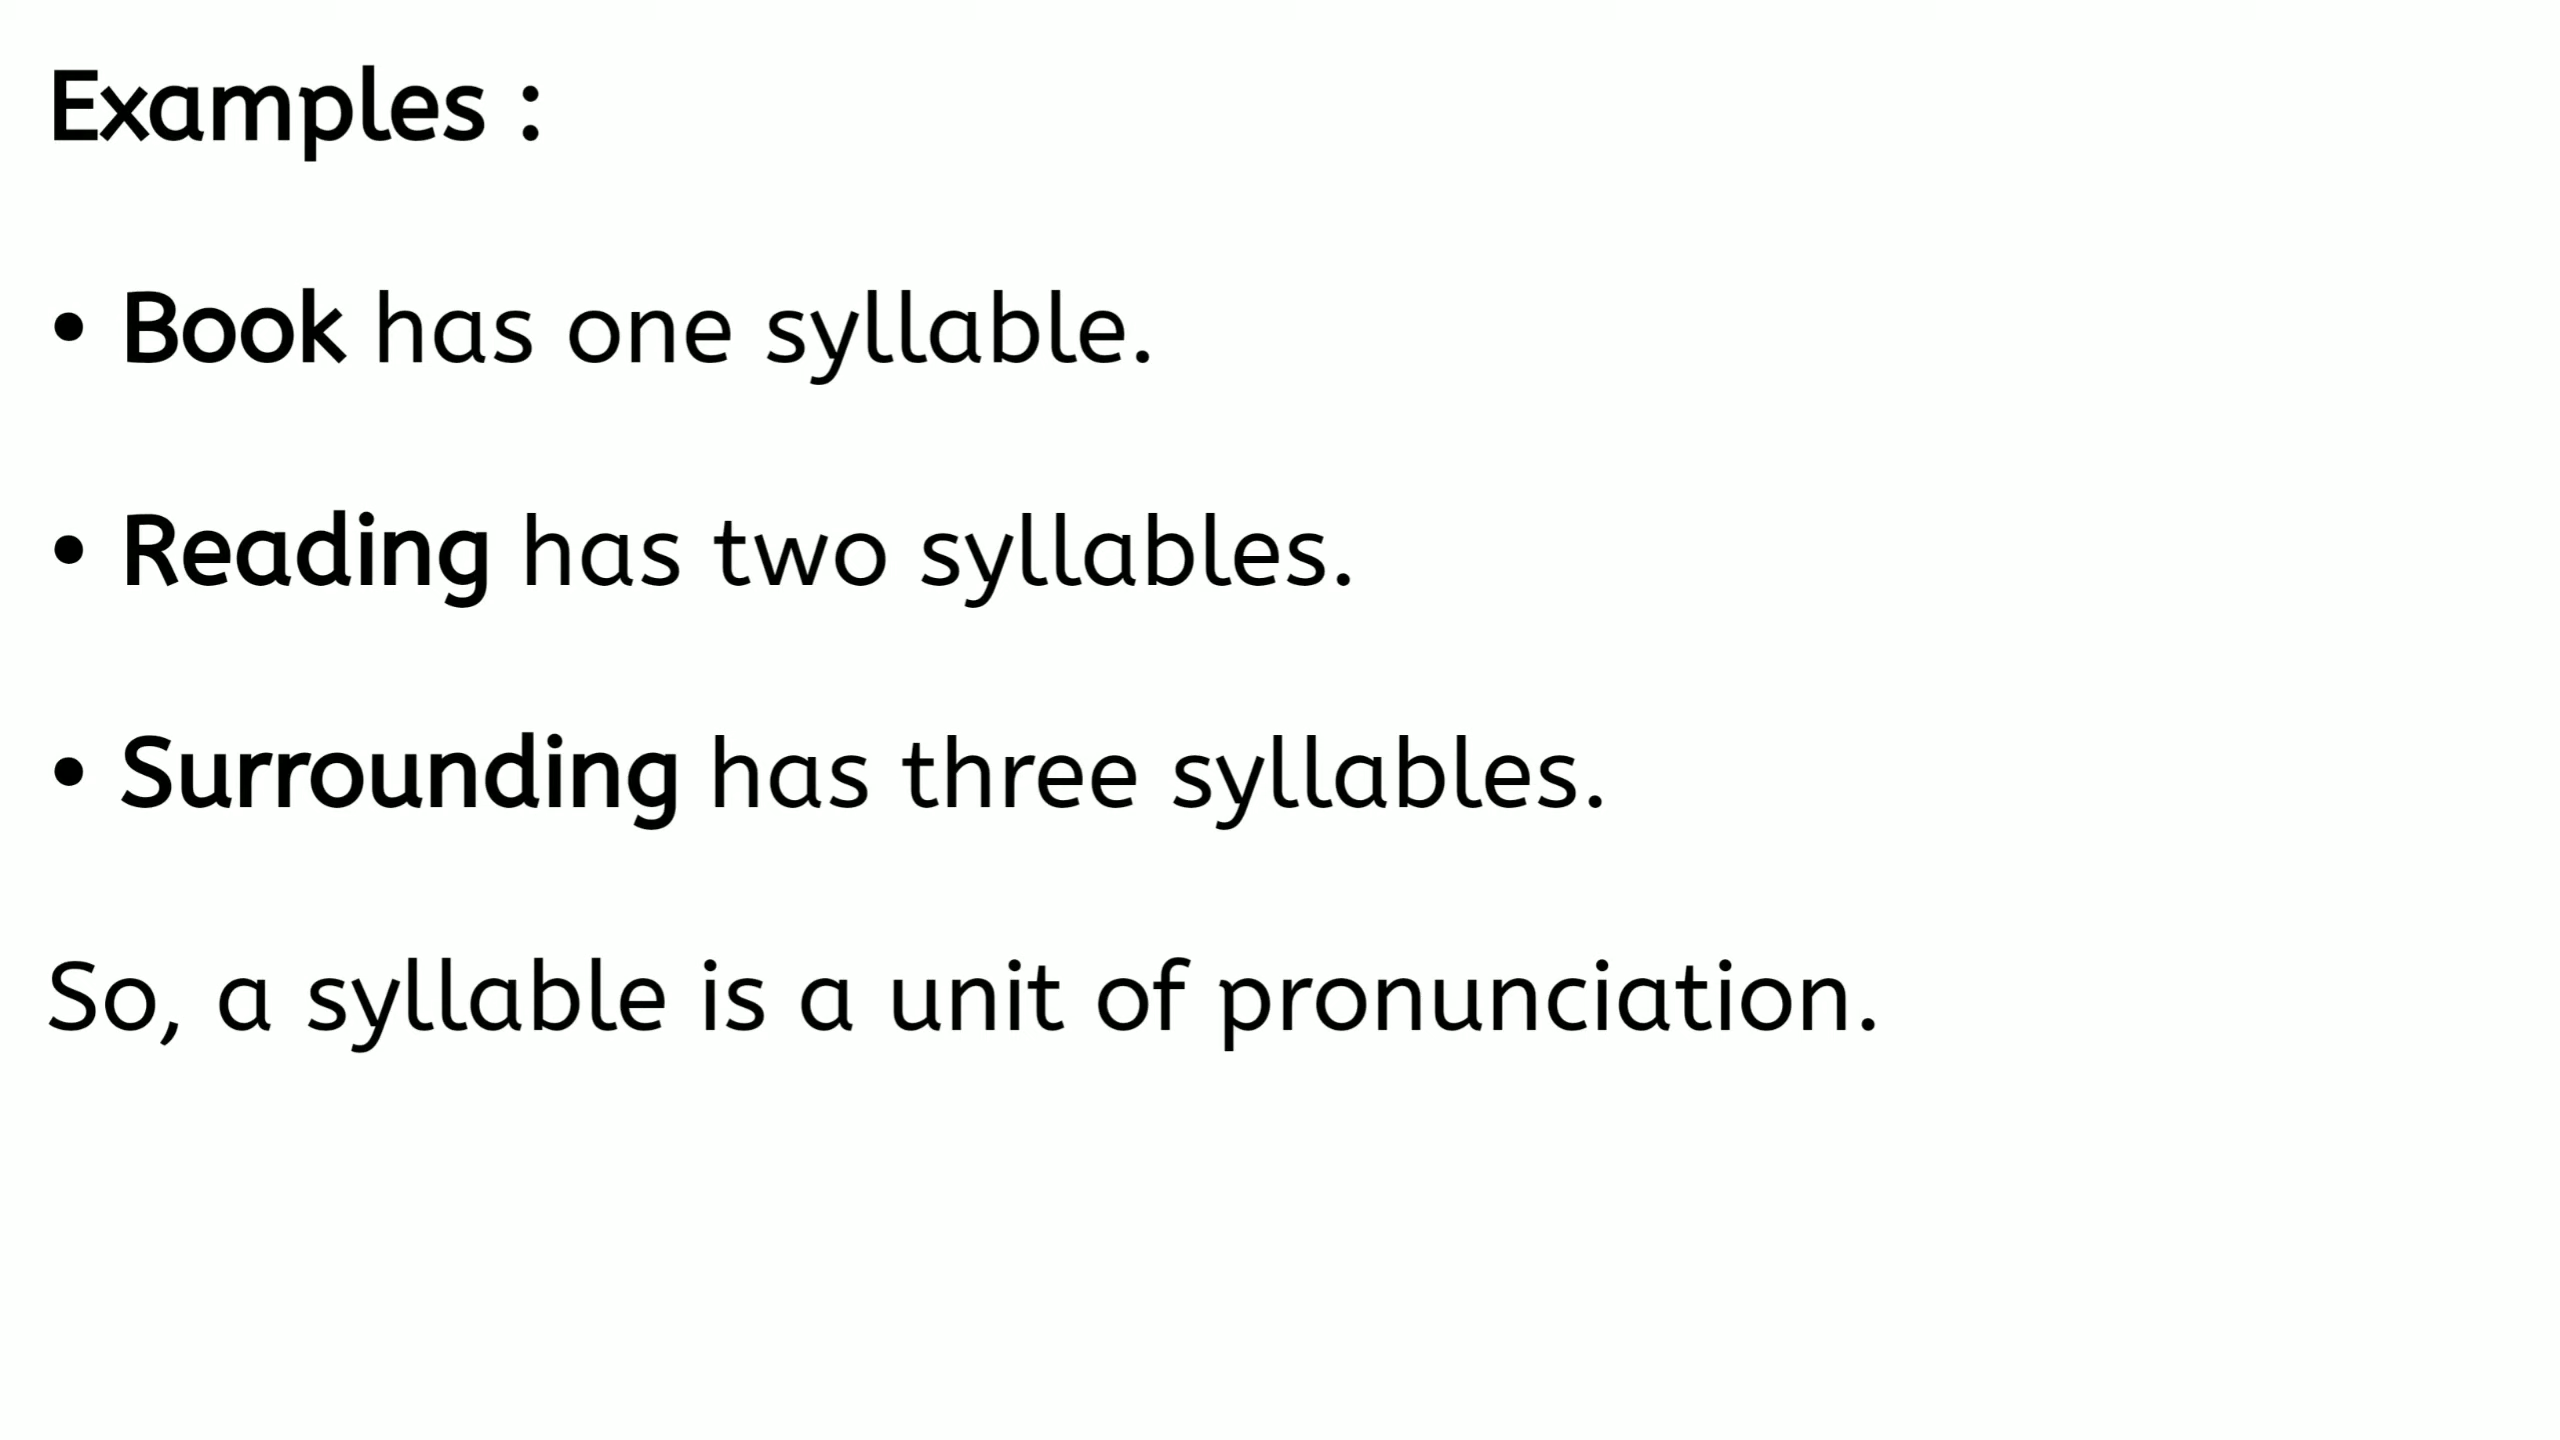 Examples :
• Book has one syllable.
• Reading has two syllables.
• Surrounding has three syllables.
So, a syllable is a unit of pronunciation.